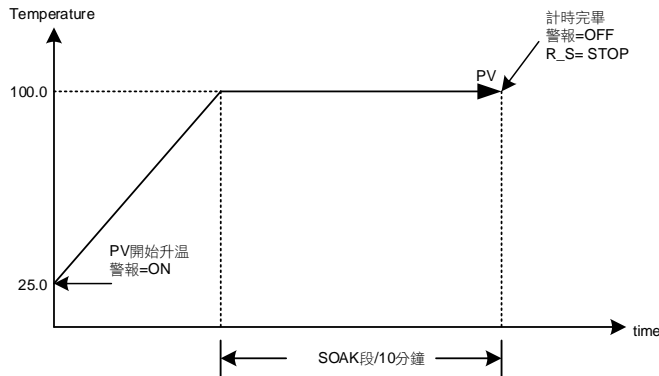 Temperature
計時完畢
警報=OFF
R_S= STOP
PV
100.0
PV開始升温
警報=ON
25.0
time
SOAK段/10分鐘